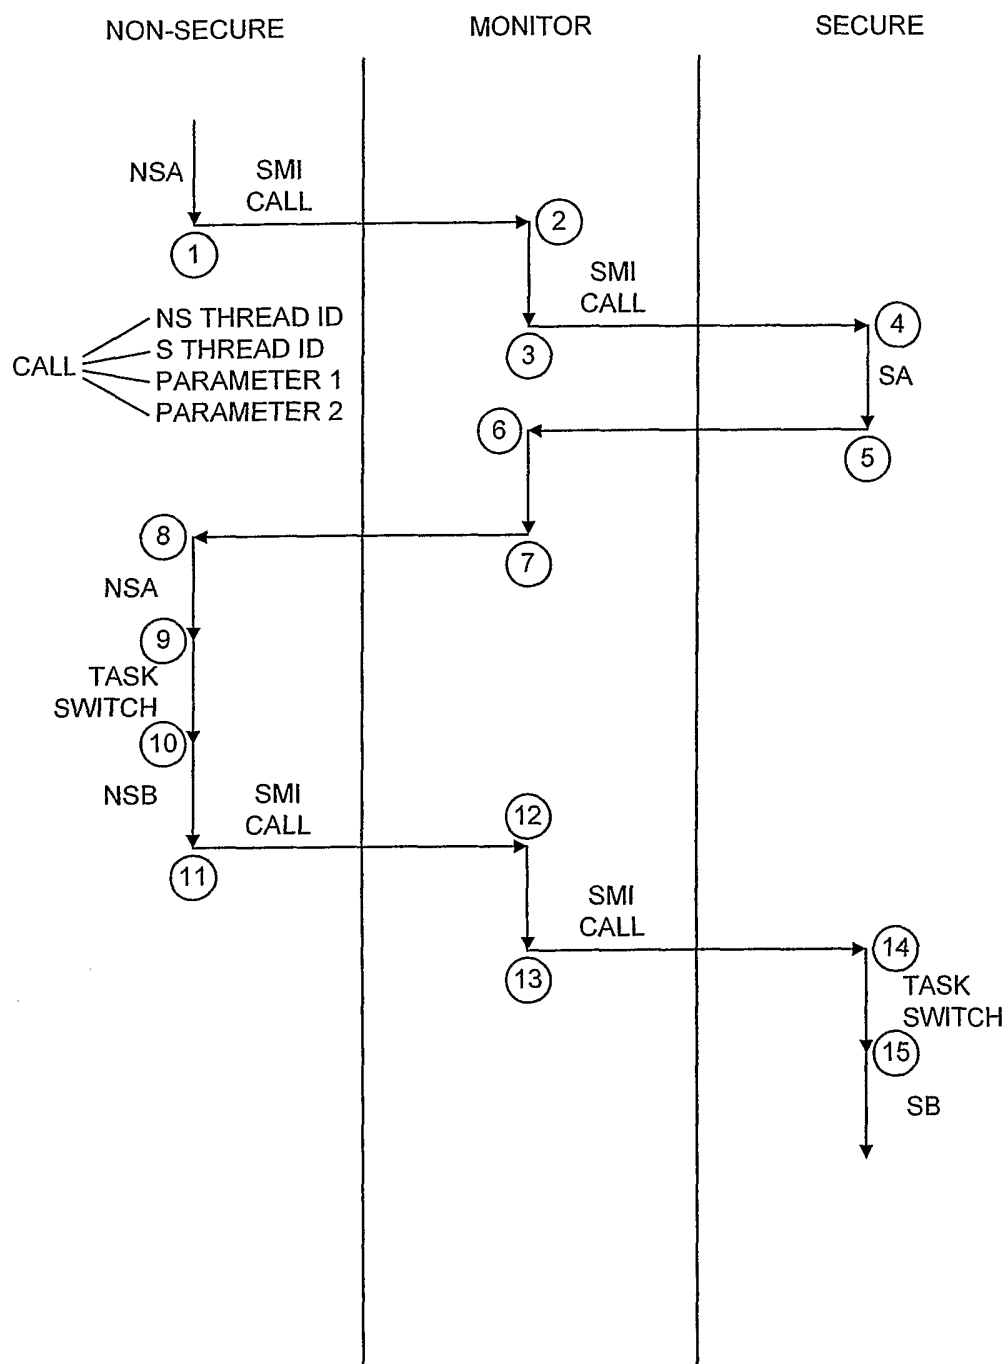 NON-SECURE
MONITOR
SECURE
NSA
SMI
CALL
1
2
SMI
CALL
3
4
CALL
NS THREAD ID
S THREAD ID
PARAMETER 1
PARAMETER 2
SA
6
5
8
7
NSA
9
TASK
SWITCH
10
NSB
SMI
CALL
12
11
SMI
CALL
13
14
TASK
SWITCH
15
SB